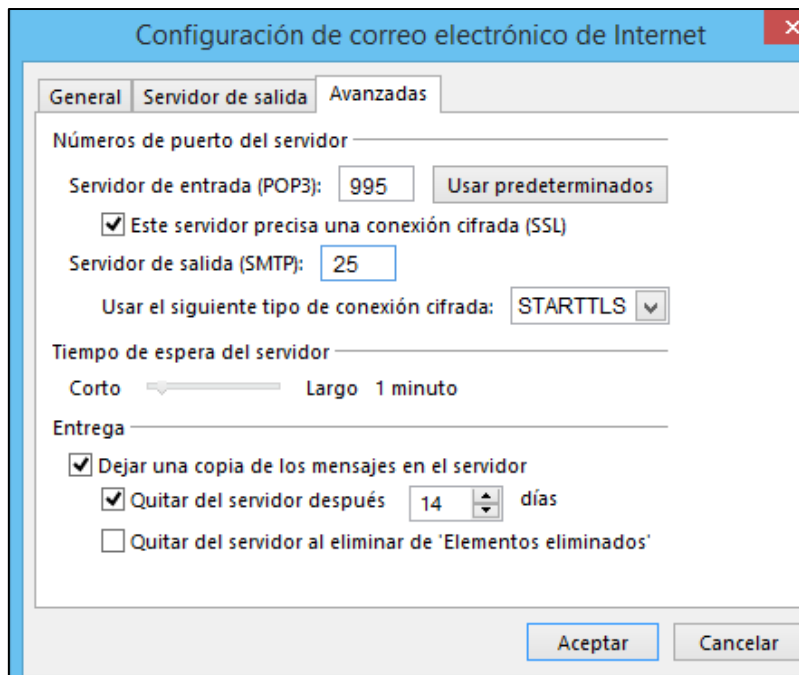 Configuración de correo electrónico de Internet
General Servidor de salida Avanzadas
Números de puerto del servidor
Servidor de entrada (POP3): 995 Usar predeterminados
Este servidor precisa una conexión cifrada (SSL)
Servidor de salida (SMTP): 25
Usar el siguiente tipo de conexión cifrada: STARTTLS
Tiempo de espera del servidor
Corto Largo 1 minuto
Entrega
Dejar una copia de los mensajes en el servidor
Quitar del servidor después 14 días
Quitar del servidor al eliminar de 'Elementos eliminados'
Aceptar Cancelar